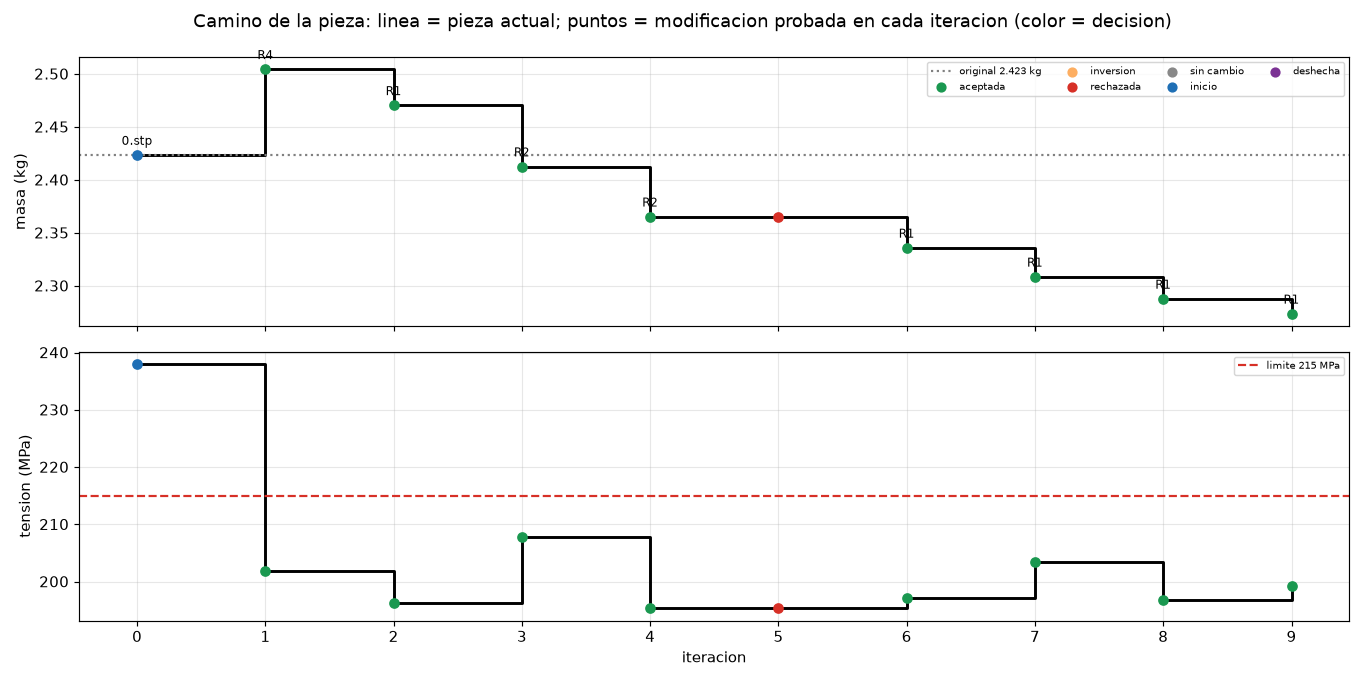 Camino de la pieza: linea = pieza actual; puntos = modificacion probada en cada iteracion (color = decision)
masa (kg)
2.50
2.45
2.40
2.35
2.30
0.stp
R4
R1
R2
R2
R1
R1
R1
R1
original 2.423 kg
aceptada
inversion
rechazada
sin cambio
inicio
deshecha
tension (MPa)
240
230
220
210
200
limite 215 MPa
0 1 2 3 4 5 6 7 8 9
iteracion